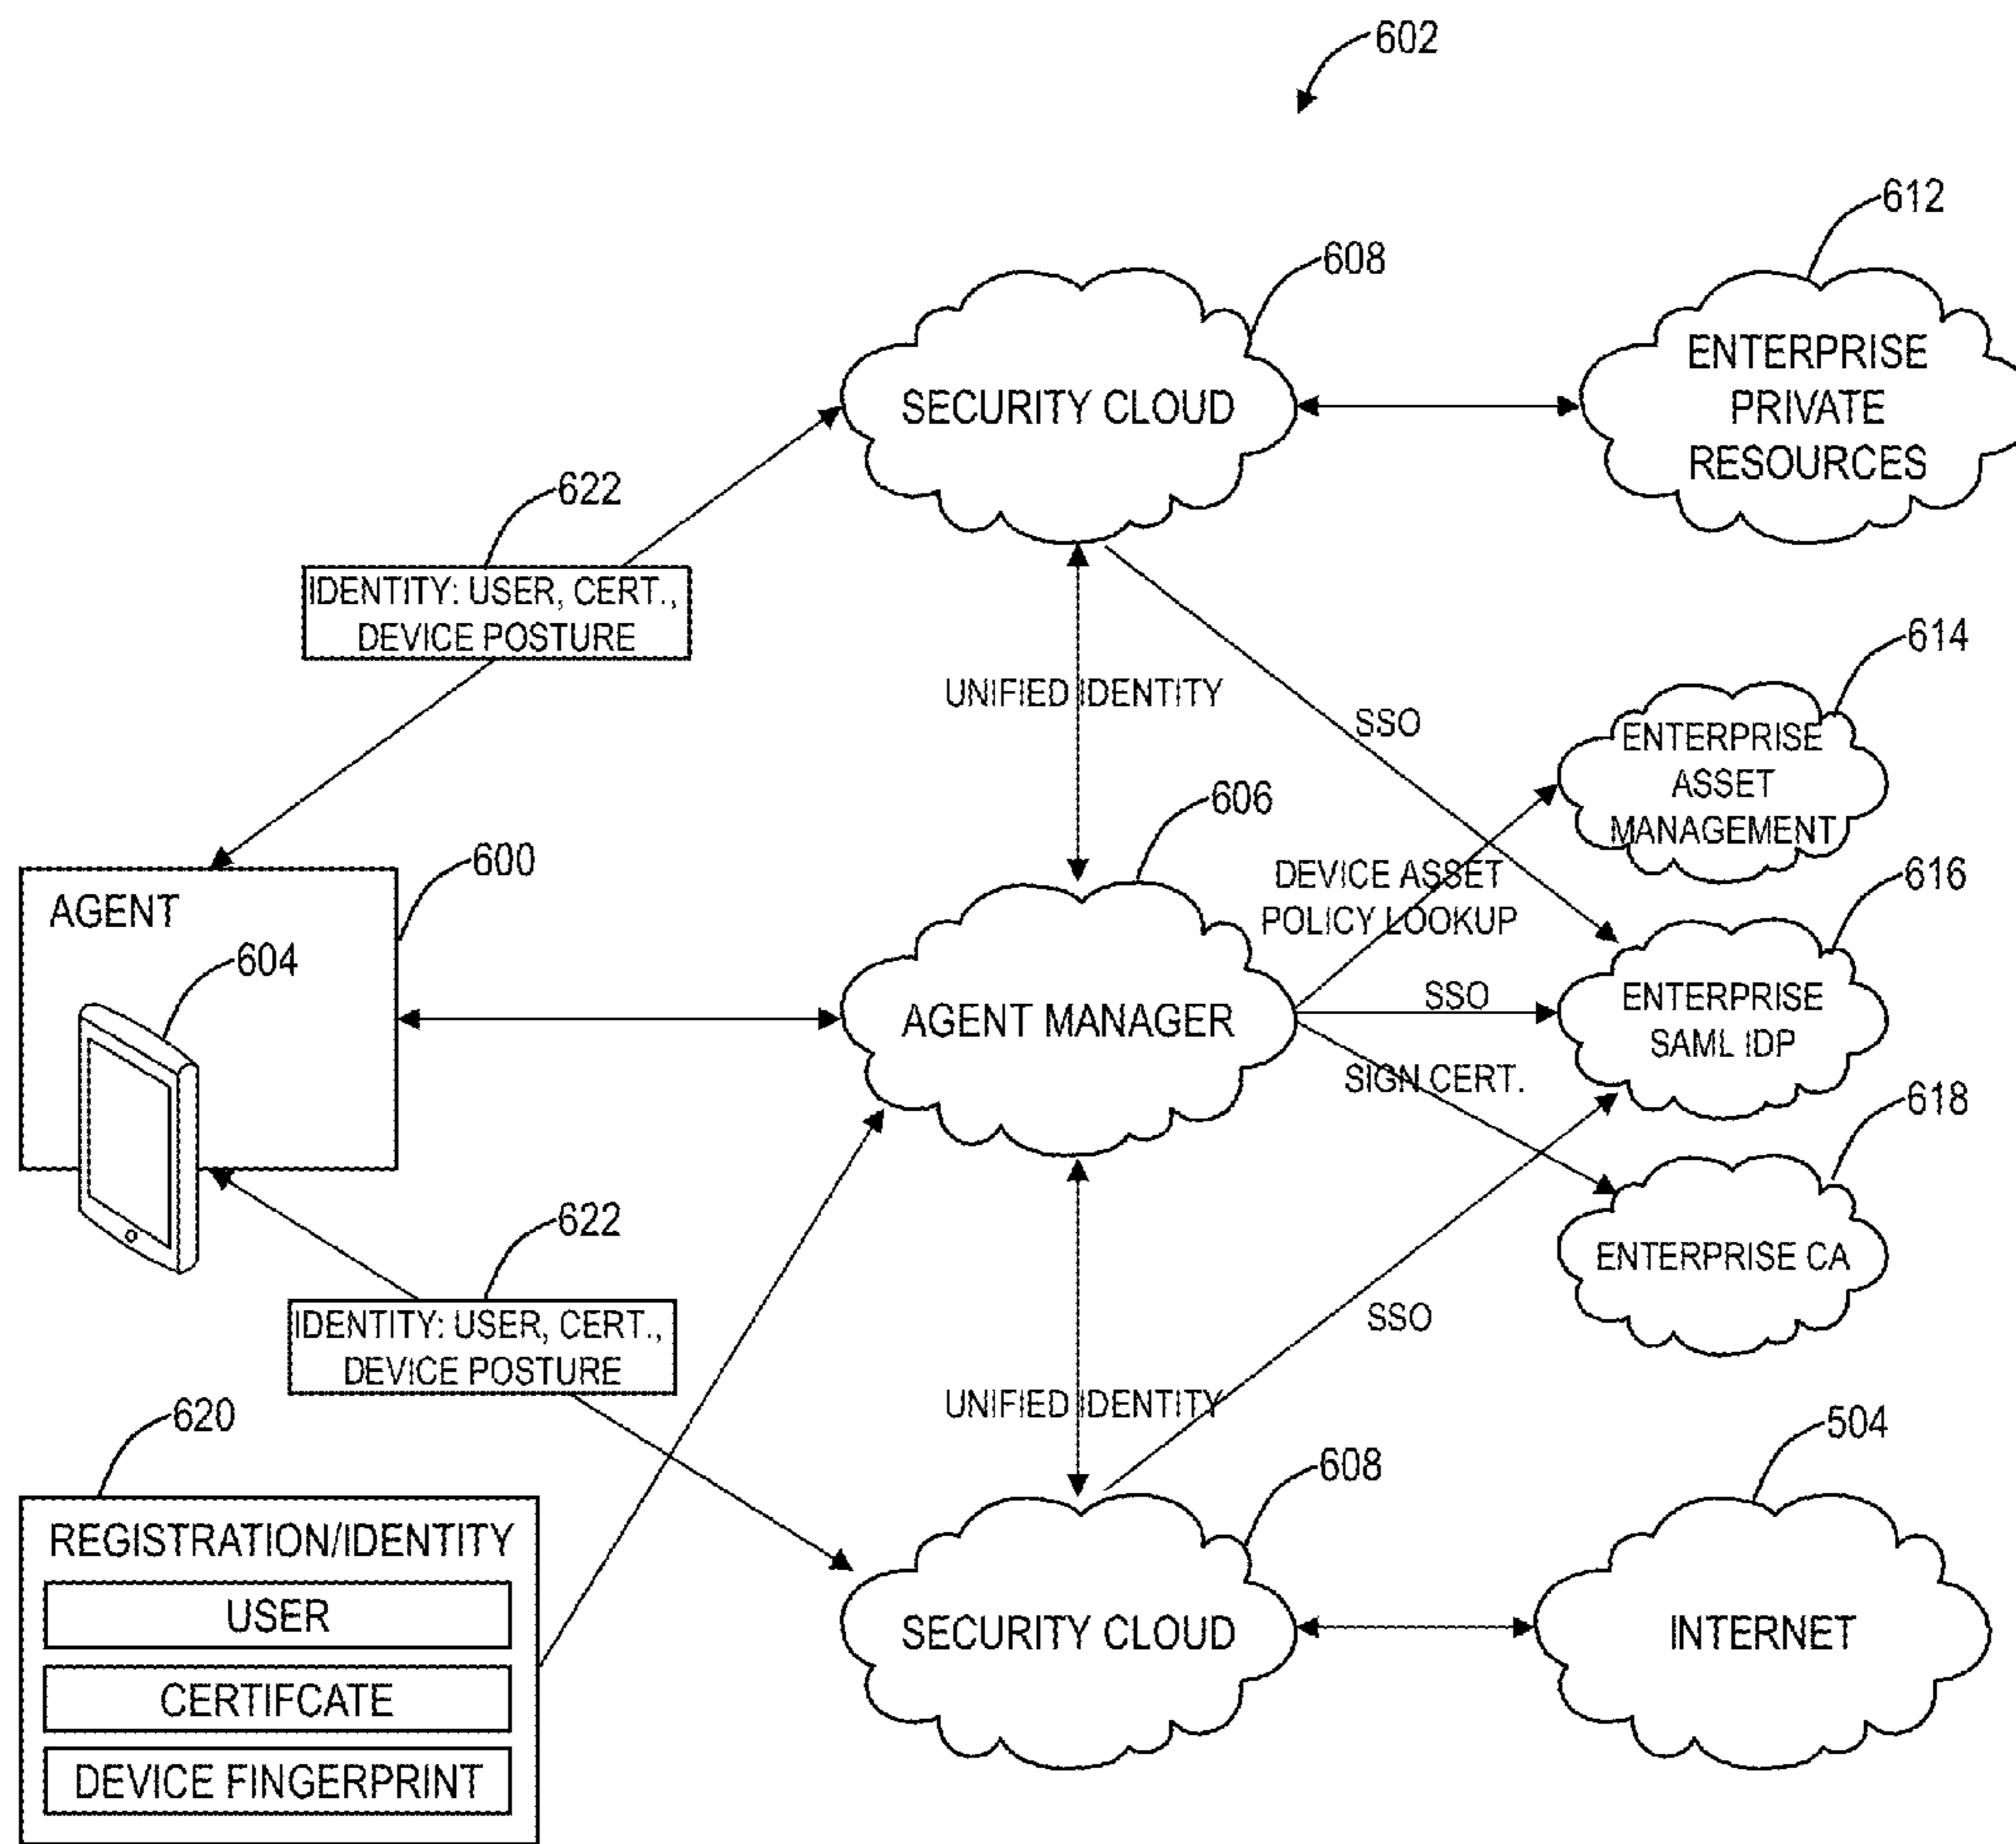 602
612
608
ENTERPRISE
PRIVATE
RESOURCES
SECURITY CLOUD
622
IDENTITY: USER, CERT.,
DEVICE POSTURE
614
UNIFIED IDENTITY
SSO
ENTERPRISE
ASSET
MANAGEMENT
606
600
DEVICE ASSET
POLICY LOOKUP
616
AGENT
604
AGENT MANAGER
SSO
ENTERPRISE
SAML IDP
SIGN CERT.
618
622
ENTERPRISE CA
IDENTITY: USER, CERT.,
DEVICE POSTURE
SSO
UNIFIED IDENTITY
620
608
504
REGISTRATION/IDENTITY
USER
CERTIFCATE
DEVICE FINGERPRINT
SECURITY CLOUD
INTERNET